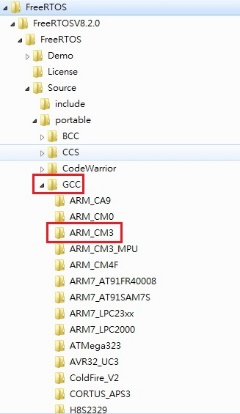 FreeRTOS
FreeRTOSV8.2.0
FreeRTOS
Demo
License
Source
include
portable
BCC
CCS
CodeWarrior
GCC
ARM_CA9
ARM_CM0
ARM_CM3
ARM_CM3_MPU
ARM_CM4F
ARM7_AT91FR40008
ARM7_AT91SAM7S
ARM7_LPC23xx
ARM7_LPC2000
ATMega323
AVR32_UC3
ColdFire_V2
CORTUS_APS3
H8S2329